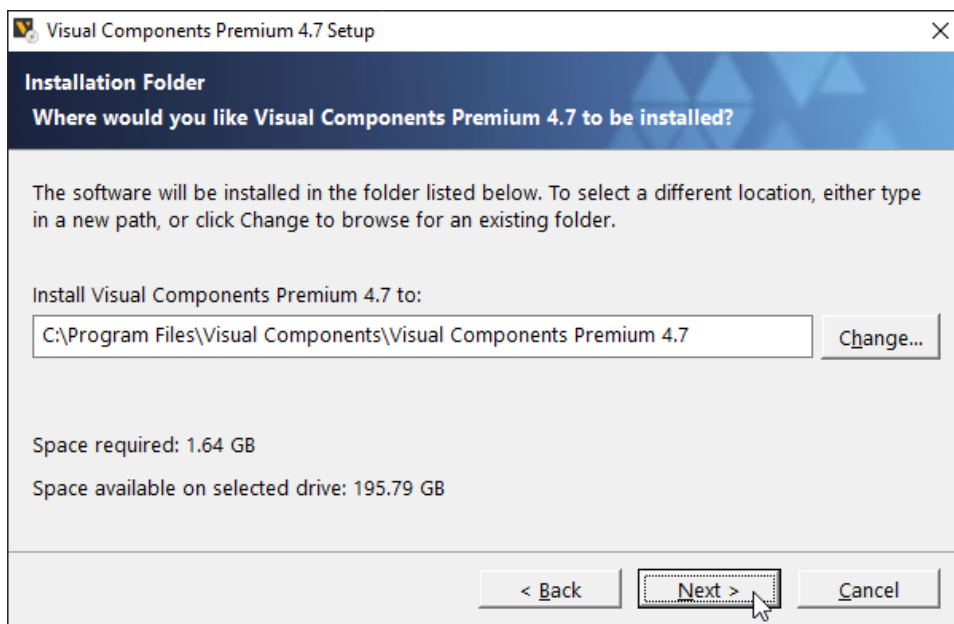 Visual Components Premium 4.7 Setup
Installation Folder
Where would you like Visual Components Premium 4.7 to be installed?
The software will be installed in the folder listed below. To select a different location, either type
in a new path, or click Change to browse for an existing folder.
Install Visual Components Premium 4.7 to:
C:\Program Files\Visual Components\Visual Components Premium 4.7
Change...
Space required: 1.64 GB
Space available on selected drive: 195.79 GB
< Back Next > Cancel